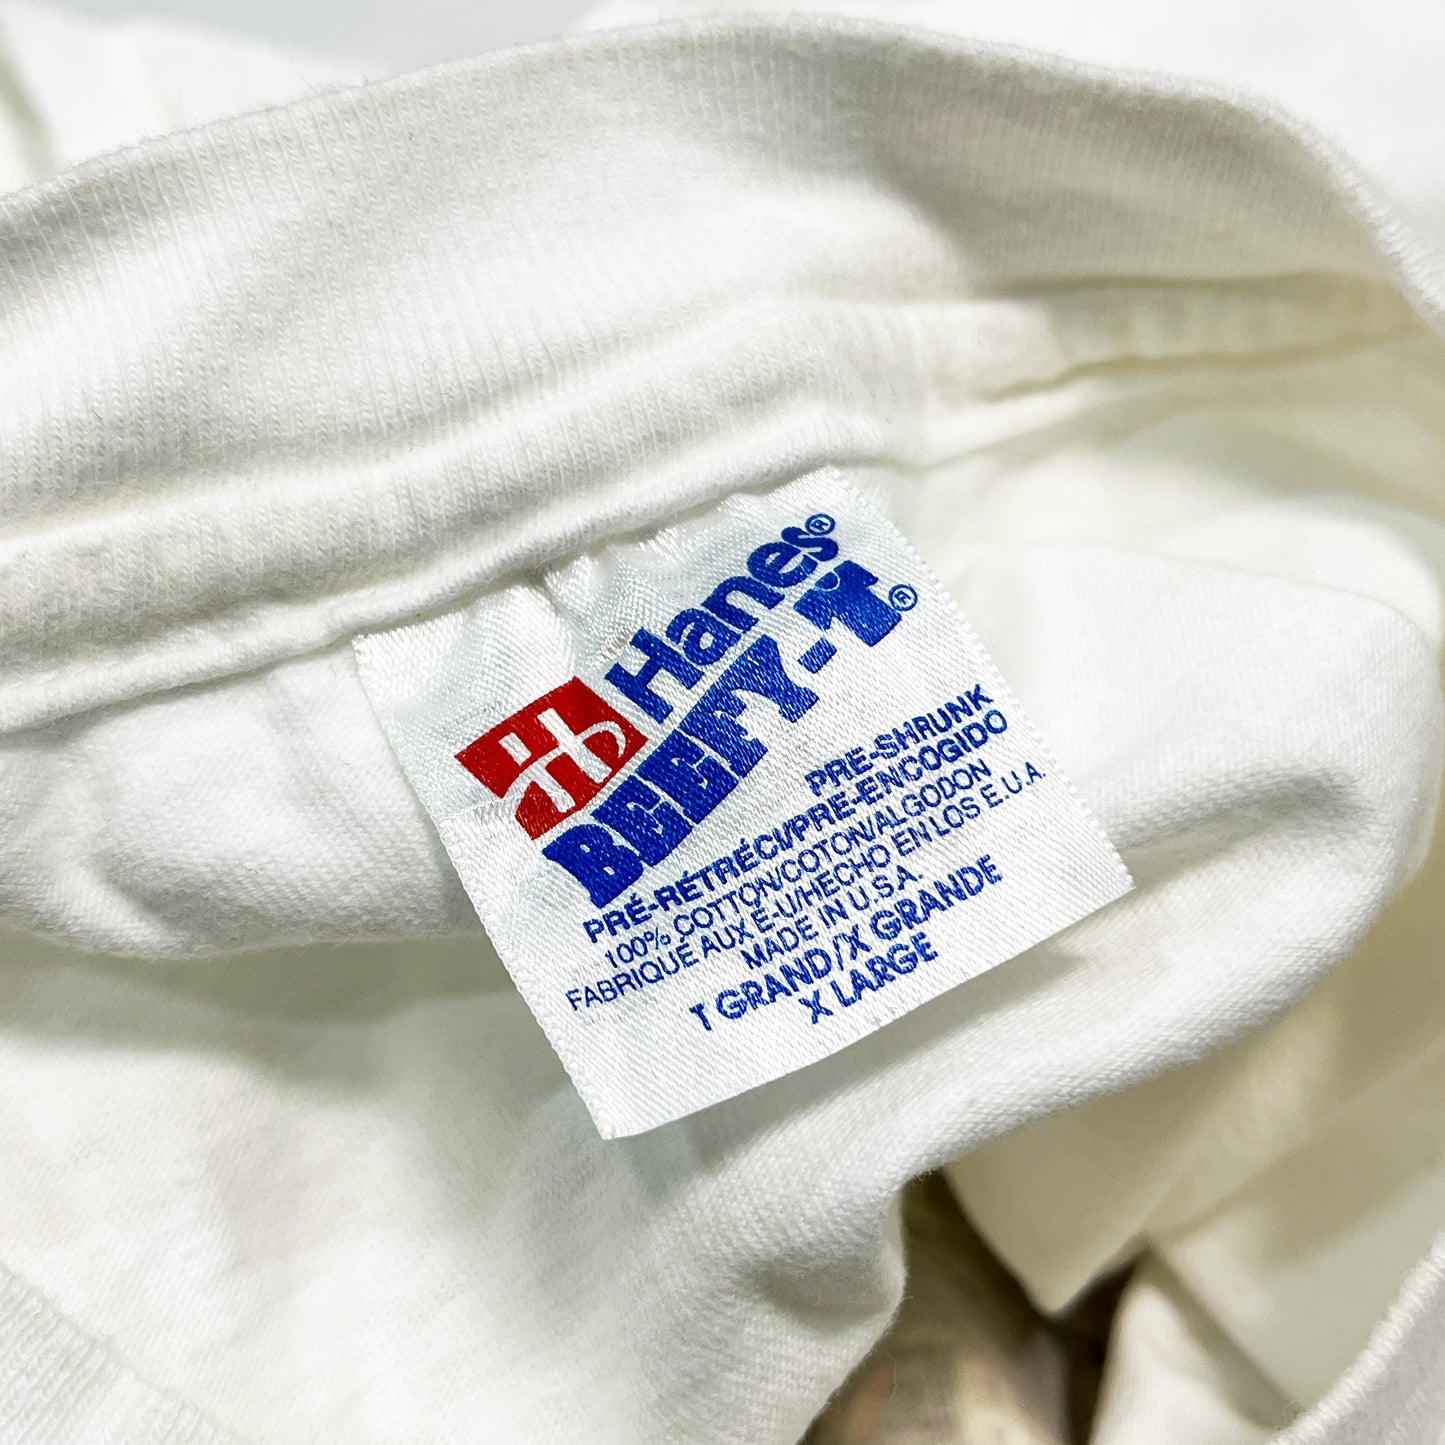 Hanes®
BEEFY-T®
PRE-SHRUNK
PRÉ-RÉTRÉCI/PRE-ENCOGIDO
100% COTTON/COTON/ALGODON
FABRIQUÉ AUX É-U/HECHO EN LOS E.U.A.
MADE IN U.S.A.
T GRAND/X GRANDE
X LARGE